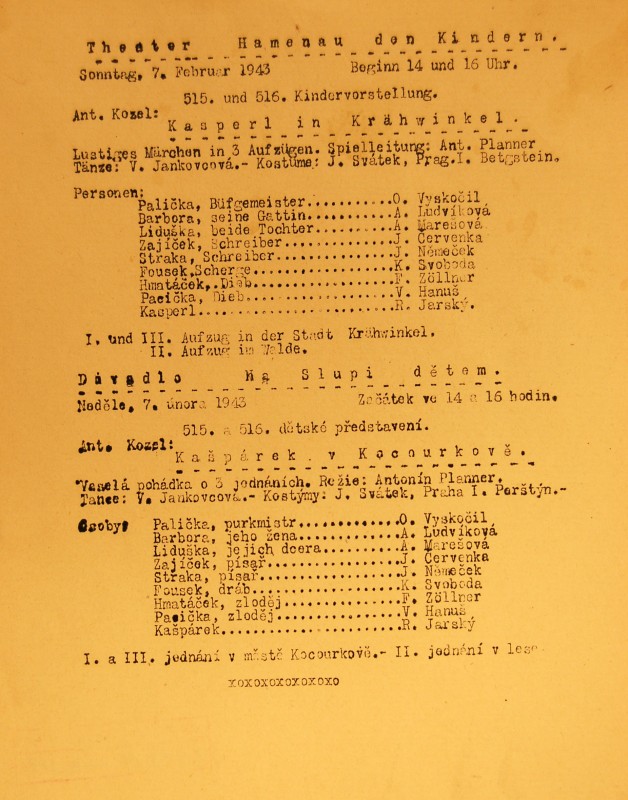 Theater Hamenau den Kindern.
Sonntag, 7. Februar 1943 Beginn 14 und 16 Uhr.
515. und 516. Kindervorstellung.
Ant. Kozel:
Kasperl in Krähwinkel.
Lustiges Märchen in 3 Aufzügen. Spielleitung: Ant. Planner
Tänze: V. Jankovcová.- Kostüme: J. Svátek, Prag.I. Betgstein.
Personen:
Palička, Büfgemeister...........O. Vyskočil
Barbora, seine Gattin...........A. Ludvíková
Liduška, beide Tochter..........A. Marešová
Zajíček, Schreiber..............J. Červenka
Straka, Schreiber...............J. Němeček
Fousek,Scherge..................K. Svoboda
Hmatáček,.Dieb..................F. Zöllner
Pacička, Dieb...................V. Hanuš
Kasperl.........................R. Jarský.
I. und III. Aufzug in der Stadt Krähwinkel.
II. Aufzug im Walde.
Dávadlo Na Slupi dětem.
Neděle, 7. února 1943 Začátek ve 14 a 16 hodin.
515. a 516. dětské představení.
Ant. Kozel:
Kašpárek v Kocourkově.
Vaselá pohádka o 3 jednáních. Režie: Antonín Planner.
Tance: V. Jankovcová.- Kostýmy: J. Svátek, Praha I. Perštýn.-
Osoby: Palička, purkmistr.............O. Vyskočil
Barbora, jeho žena.............A. Ludvíková
Liduška, jejich dcera..........A. Marešová
Zajíček, písař.................J. Červenka
Straka, písař..................J. Němeček
Fousek, dráb...................K. Svoboda
Hmatáček, zloděj...............F. Zöllner
Pacička, zloděj................V. Hanuš
Kašpárek.......................R. Jarský
I. a III. jednání v městě Kocourkově.- II. jednání v lese
xoxoxoxoxoxoxo